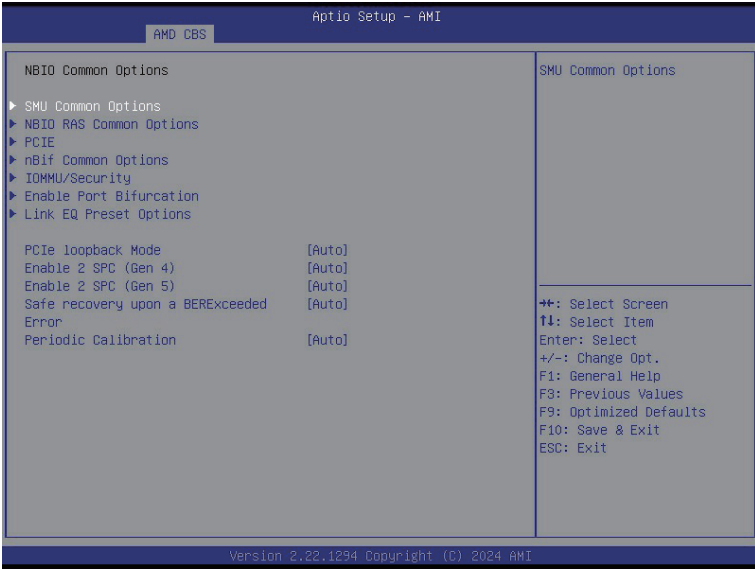 Aptio Setup – AMI
AMD CBS
NBIO Common Options
SMU Common Options
NBIO RAS Common Options
PCIE
nBif Common Options
IOMMU/Security
Enable Port Bifurcation
Link EQ Preset Options
PCIe loopback Mode [Auto]
Enable 2 SPC (Gen 4) [Auto]
Enable 2 SPC (Gen 5) [Auto]
Safe recovery upon a BERExceeded [Auto]
Error
Periodic Calibration [Auto]
SMU Common Options
→←: Select Screen
↑↓: Select Item
Enter: Select
+/-: Change Opt.
F1: General Help
F3: Previous Values
F9: Optimized Defaults
F10: Save & Exit
ESC: Exit
Version 2.22.1294 Copyright (C) 2024 AMI